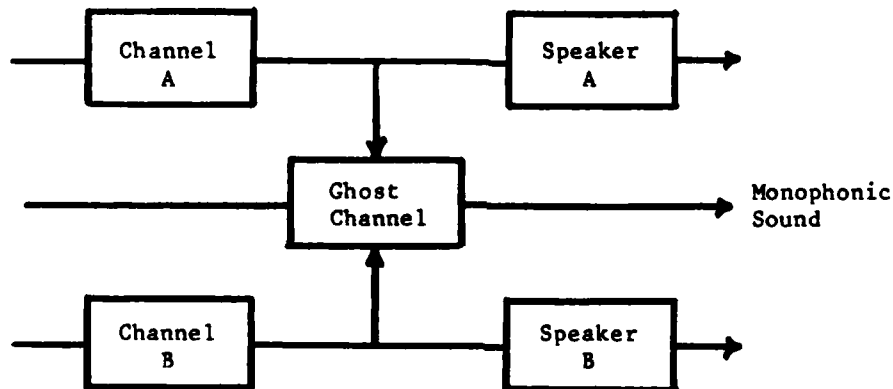 Channel
A
Speaker
A
Ghost
Channel
Monophonic
Sound
Channel
B
Speaker
B